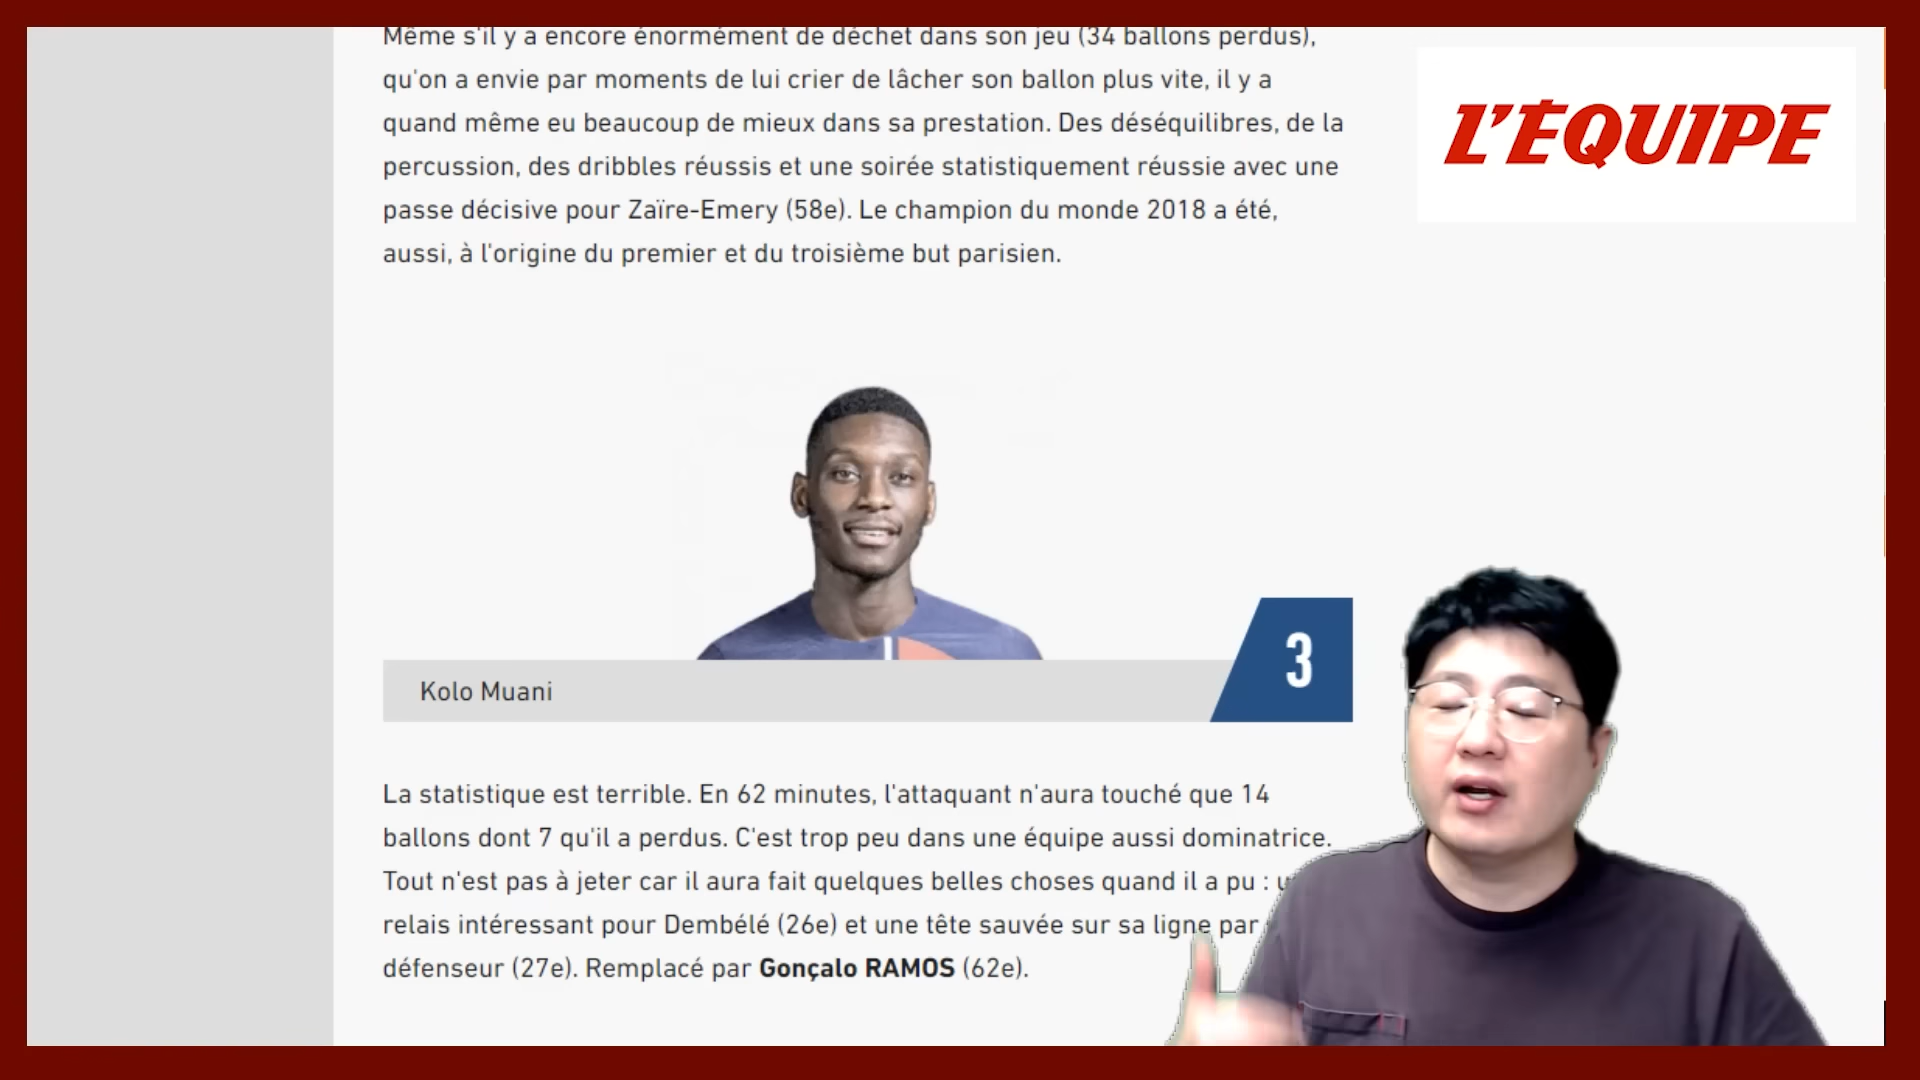 Même s'il y a encore énormément de déchet dans son jeu (34 ballons perdus),
qu'on a envie par moments de lui crier de lâcher son ballon plus vite, il y a
quand même eu beaucoup de mieux dans sa prestation. Des déséquilibres, de la
percussion, des dribbles réussis et une soirée statistiquement réussie avec une
passe décisive pour Zaïre-Emery (58e). Le champion du monde 2018 a été,
aussi, à l'origine du premier et du troisième but parisien.
L'ÉQUIPE
3
Kolo Muani
La statistique est terrible. En 62 minutes, l'attaquant n'aura touché que 14
ballons dont 7 qu'il a perdus. C'est trop peu dans une équipe aussi dominatrice.
Tout n'est pas à jeter car il aura fait quelques belles choses quand il a pu :
relais intéressant pour Dembélé (26e) et une tête sauvée sur sa ligne par
défenseur (27e). Remplacé par Gonçalo RAMOS (62e).